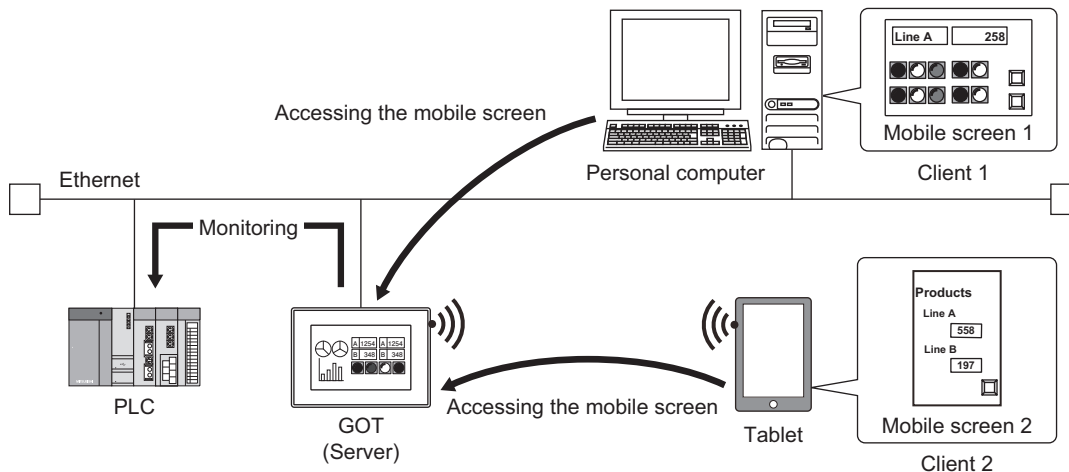 Line A 258
Mobile screen 1
Client 1
Accessing the mobile screen
Personal computer
Ethernet
Monitoring
PLC
A 1254 A 1254
B 348 B 348
GOT
(Server)
Accessing the mobile screen
Tablet
Products
Line A
558
Line B
197
Mobile screen 2
Client 2